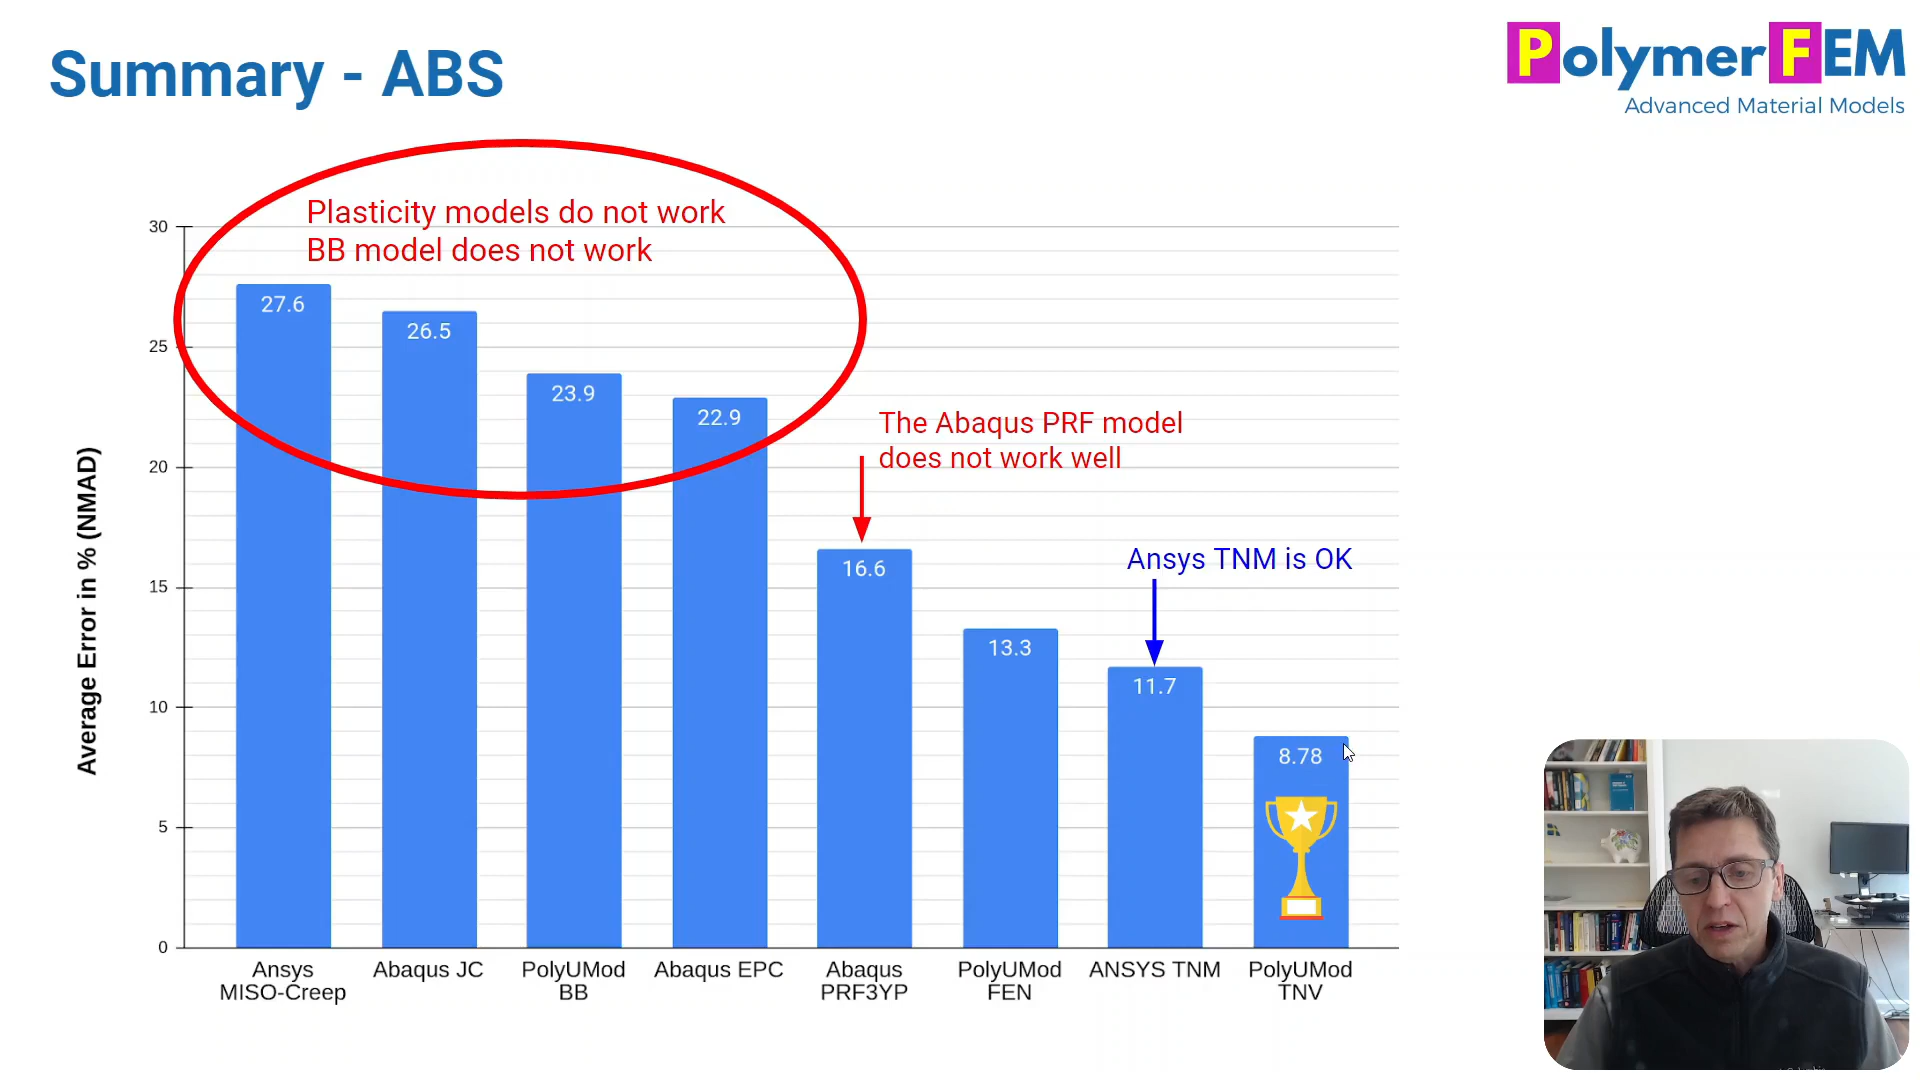 Summary - ABS
PolymerFEM
Advanced Material Models
Plasticity models do not work
BB model does not work
The Abaqus PRF model
does not work well
Ansys TNM is OK
Average Error in % (NMAD)
30
25
20
15
10
5
0
27.6
26.5
23.9
22.9
16.6
13.3
11.7
8.78
Ansys
MISO-Creep
Abaqus JC
PolyUMod
BB
Abaqus EPC
Abaqus
PRF3YP
PolyUMod
FEN
ANSYS TNM
PolyUMod
TNV